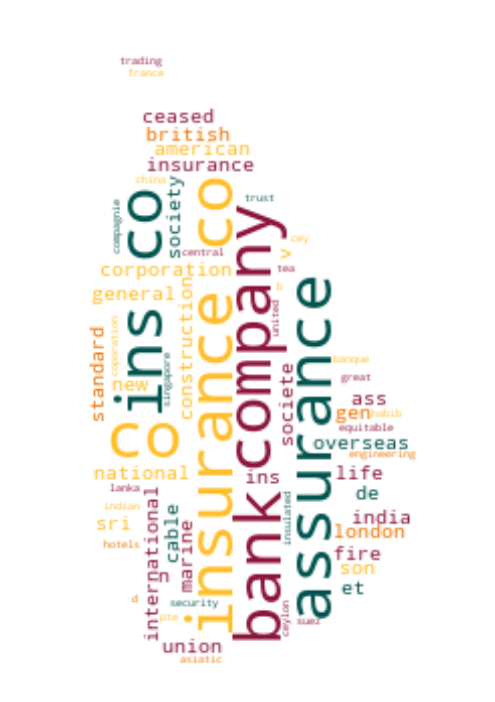 trading
france
ceased
british
american
insurance
china
co
co
society
compagnie
trust
central
cey
v
corporation
tea
general
company
ins
insurance
assurance
construction
united
corporation
standard
singapore
new
banque
great
societe
ass
gen
habib
co
equitable
overseas
engineering
national
ins
life
lanka
de
indian
international
bank
insulated
sri
cable
marine
india
london
hotels
fire
son
n
et
d
security
pte
ceylon
suez
union
asiatic